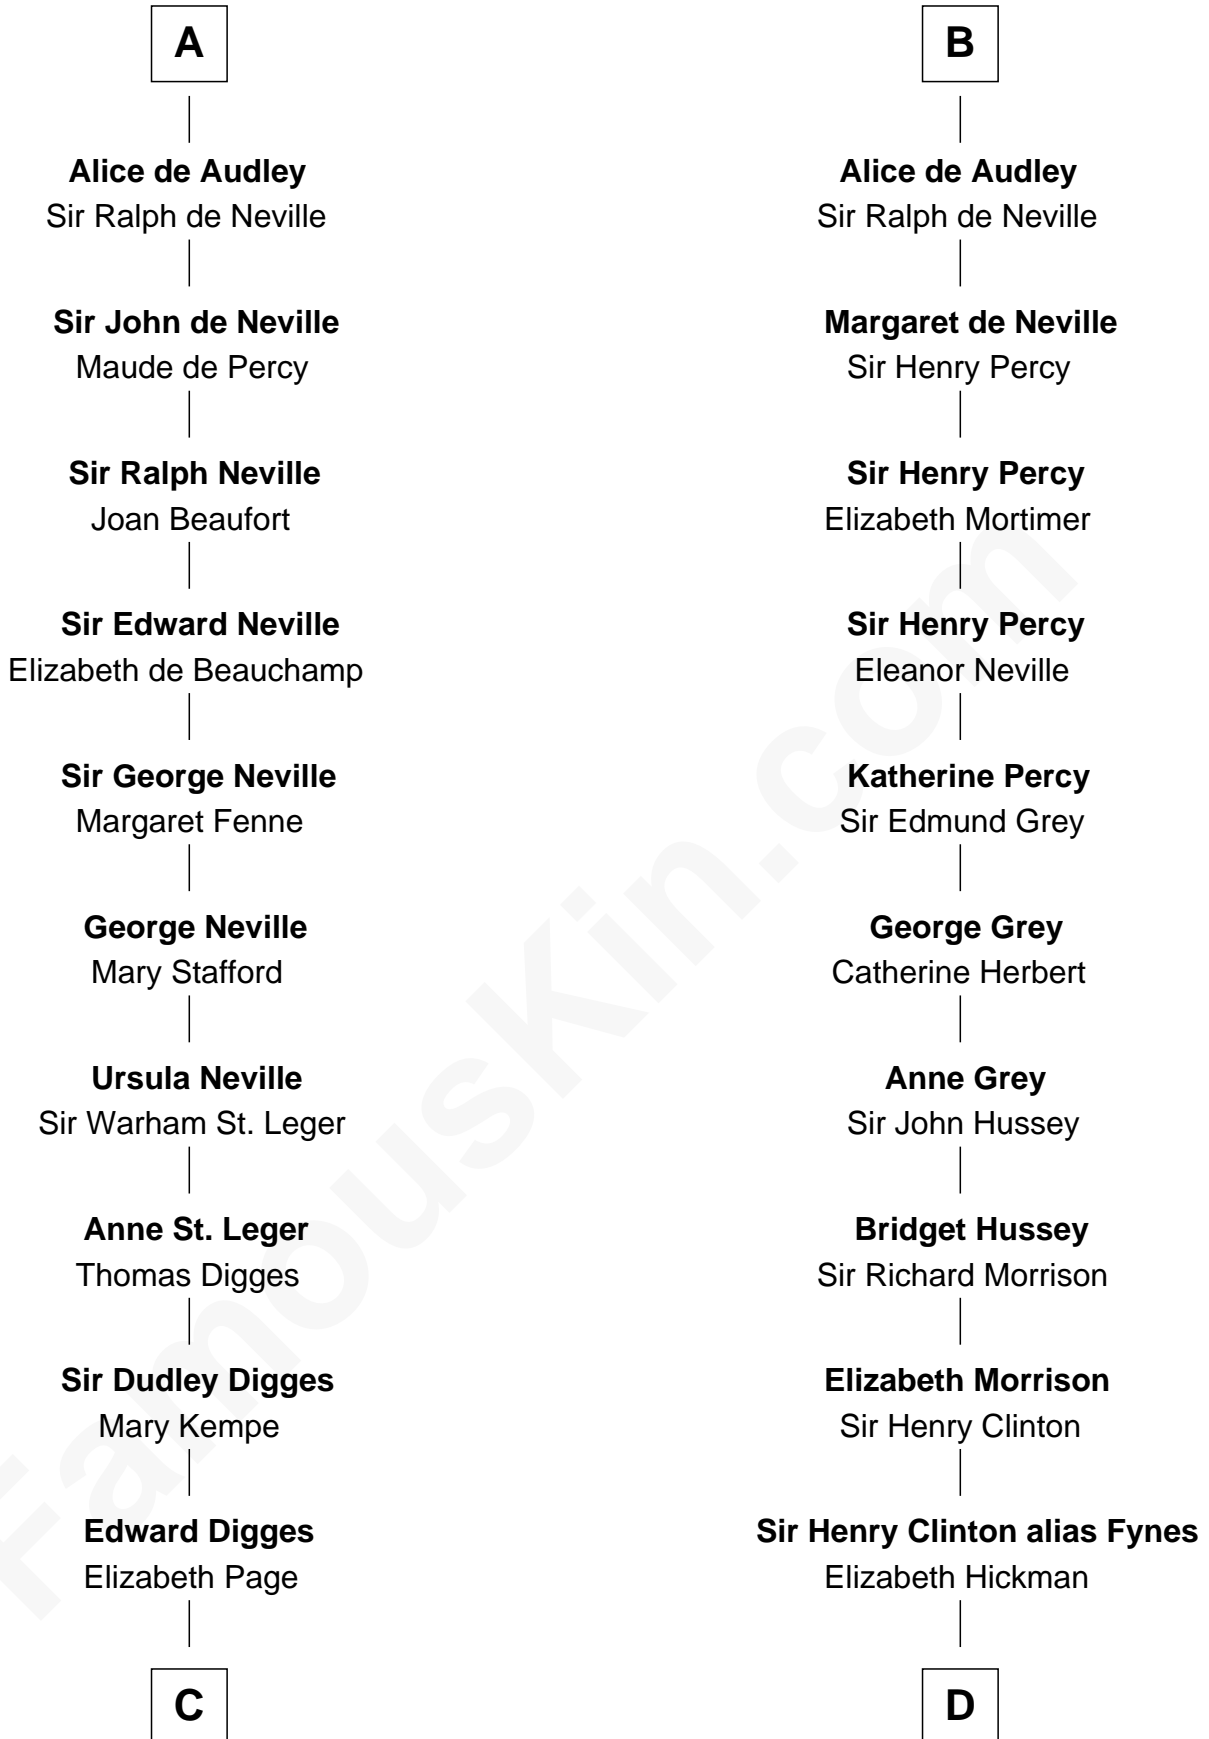 A
Alice de Audley
Sir Ralph de Neville
Sir John de Neville
Maude de Percy
Sir Ralph Neville
Joan Beaufort
Sir Edward Neville
Elizabeth de Beauchamp
Sir George Neville
Margaret Fenne
George Neville
Mary Stafford
Ursula Neville
Sir Warham St. Leger
Anne St. Leger
Thomas Digges
Sir Dudley Digges
Mary Kempe
Edward Digges
Elizabeth Page
C
B
Alice de Audley
Sir Ralph de Neville
Margaret de Neville
Sir Henry Percy
Sir Henry Percy
Elizabeth Mortimer
Sir Henry Percy
Eleanor Neville
Katherine Percy
Sir Edmund Grey
George Grey
Catherine Herbert
Anne Grey
Sir John Hussey
Bridget Hussey
Sir Richard Morrison
Elizabeth Morrison
Sir Henry Clinton
Sir Henry Clinton alias Fynes
Elizabeth Hickman
D
FamousKin.com